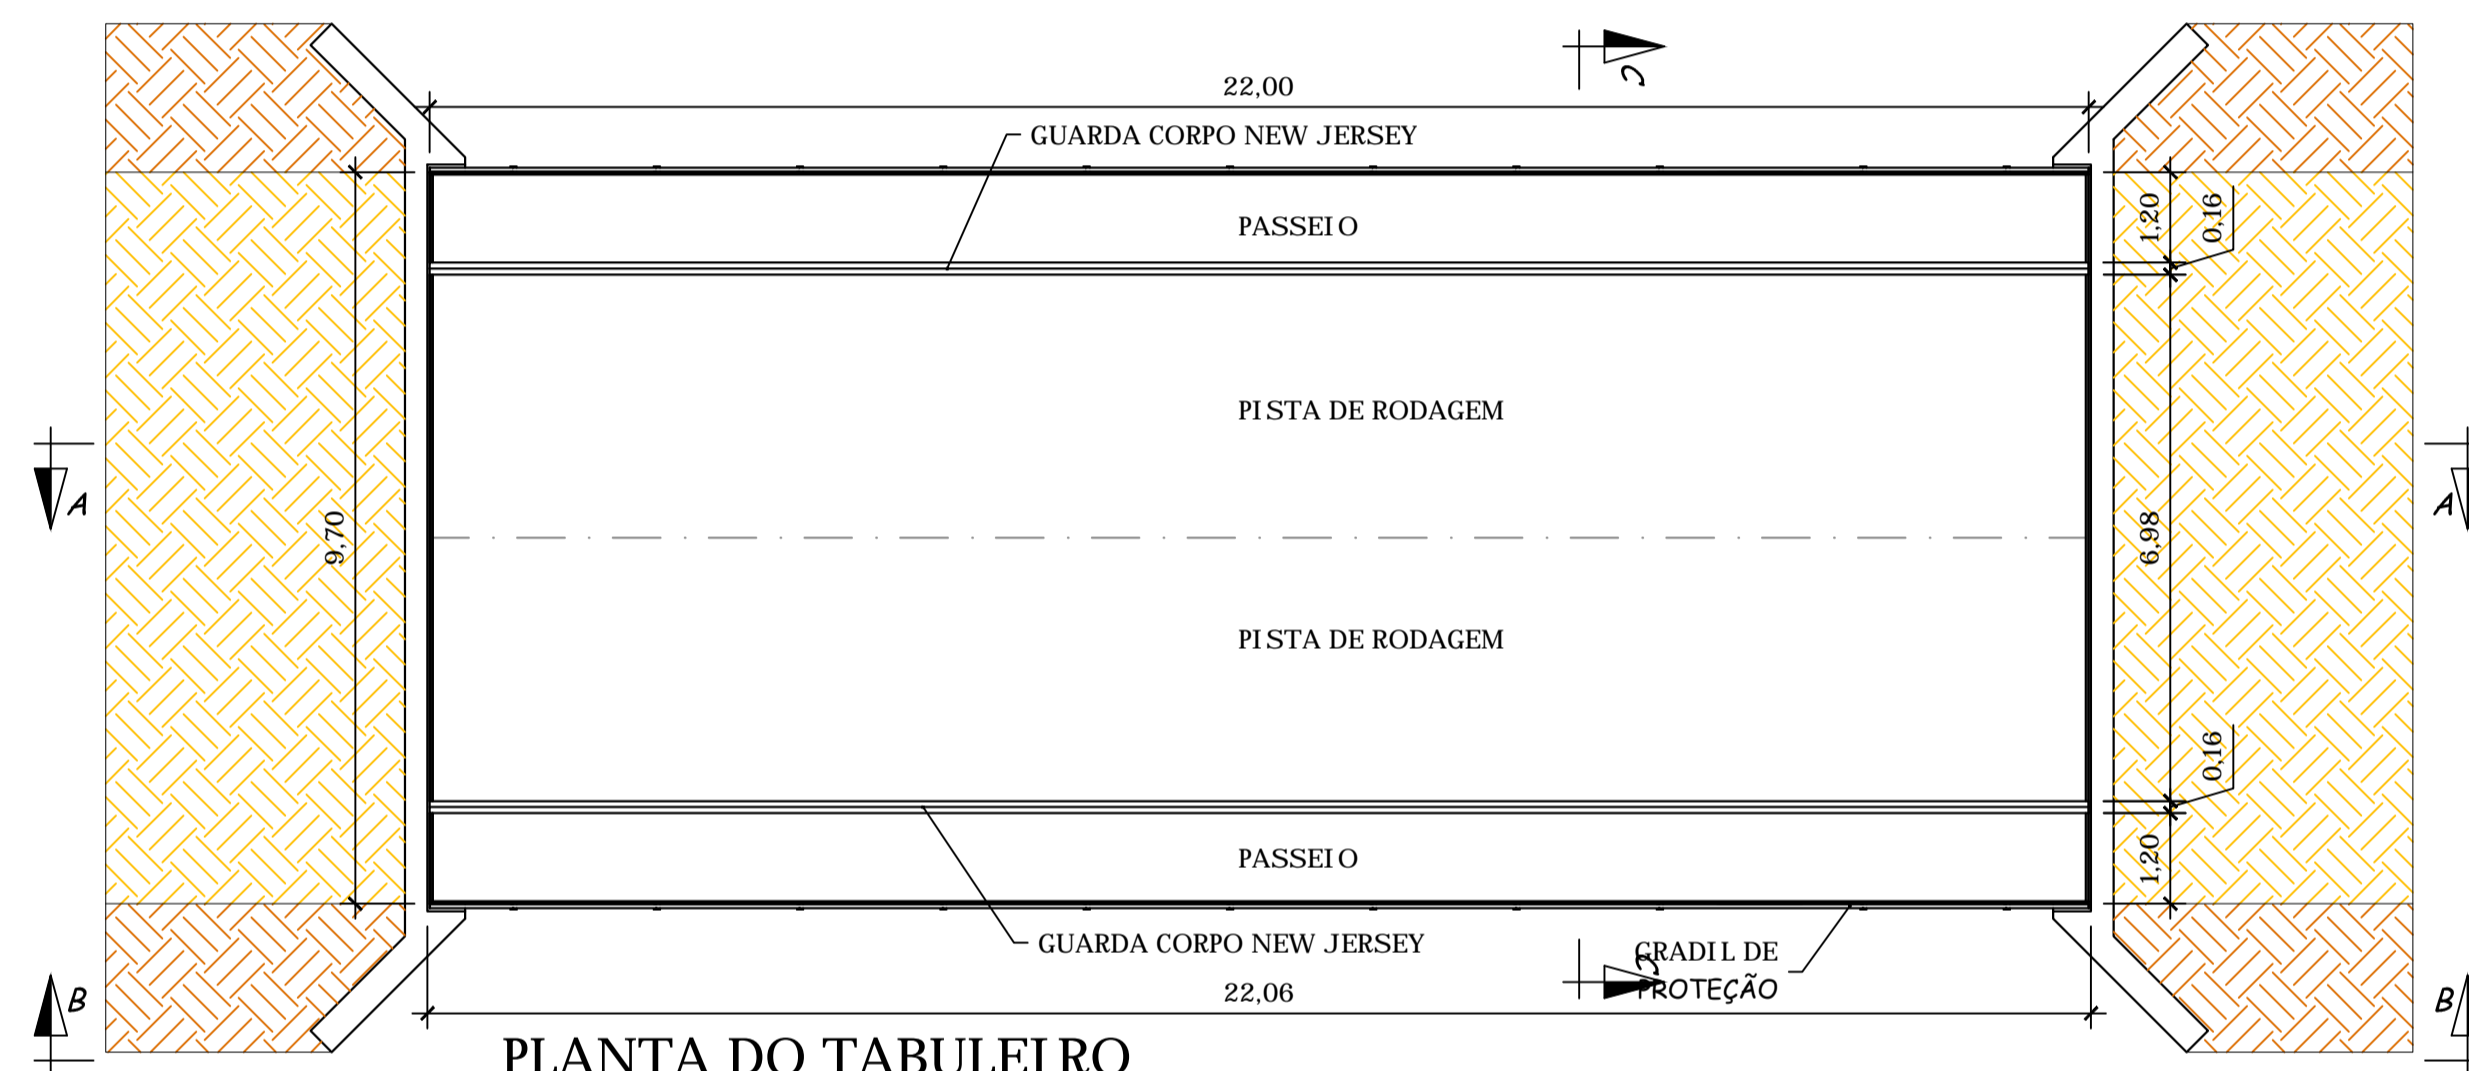 C
22,00
GUARDA CORPO NEW JERSEY
PASSEIO
1,20
0,16
PISTA DE RODAGEM
A
A
9,70
6,98
PISTA DE RODAGEM
0,16
PASSEIO
1,20
GUARDA CORPO NEW JERSEY
GRADIL DE
PROTEÇÃO
C
22,06
B
B
PLANTA DO TABULEIRO